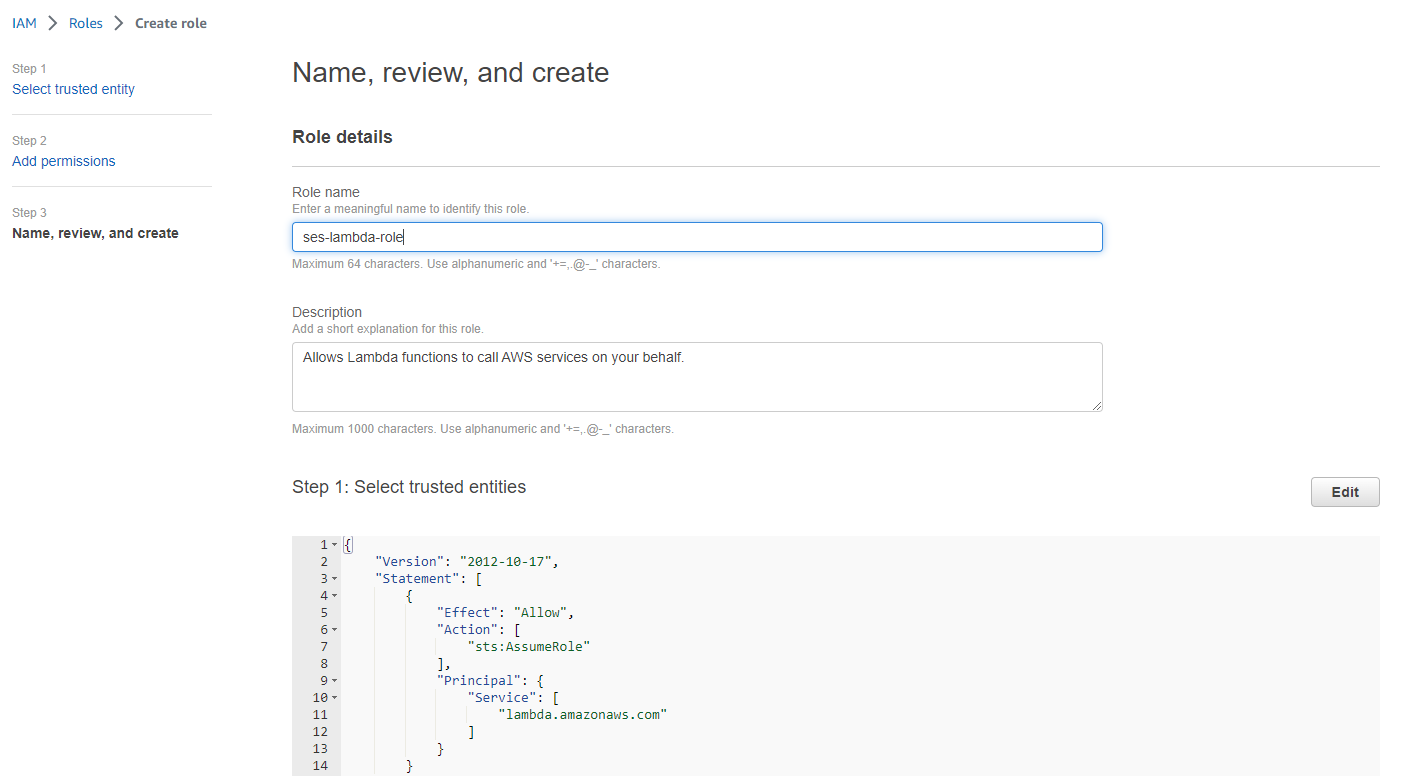 IAM > Roles > Create role
Step 1
Select trusted entity
Step 2
Add permissions
Step 3
Name, review, and create
Name, review, and create
Role details
Role name
Enter a meaningful name to identify this role.
ses-lambda-role
Maximum 64 characters. Use alphanumeric and '+=,.@-_' characters.
Description
Add a short explanation for this role.
Allows Lambda functions to call AWS services on your behalf.
Maximum 1000 characters. Use alphanumeric and '+=,.@-_' characters.
Step 1: Select trusted entities
Edit
1 {
2     "Version": "2012-10-17",
3     "Statement": [
4         {
5             "Effect": "Allow",
6             "Action": [
7                 "sts:AssumeRole"
8             ],
9             "Principal": {
10                 "Service": [
11                     "lambda.amazonaws.com"
12                 ]
13             }
14         }